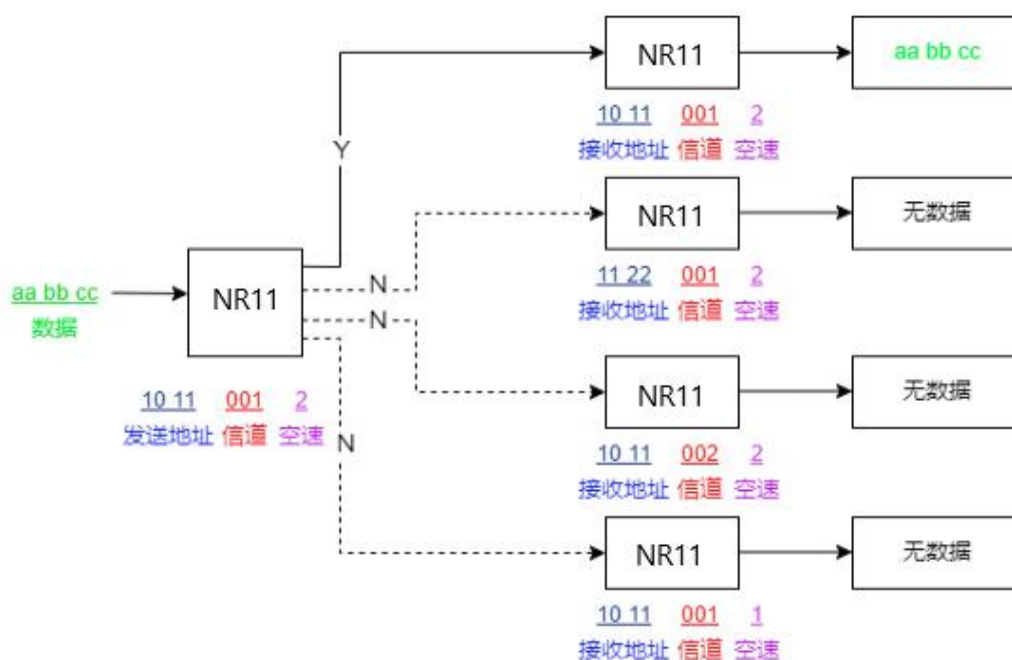 NR11
aa bb cc
10 11 001 2
接收地址 信道 空速
Y
NR11
无数据
11 22 001 2
接收地址 信道 空速
N
aa bb cc
数据
NR11
N
10 11 001 2
发送地址 信道 空速
NR11
无数据
10 11 002 2
接收地址 信道 空速
N
NR11
无数据
10 11 001 1
接收地址 信道 空速